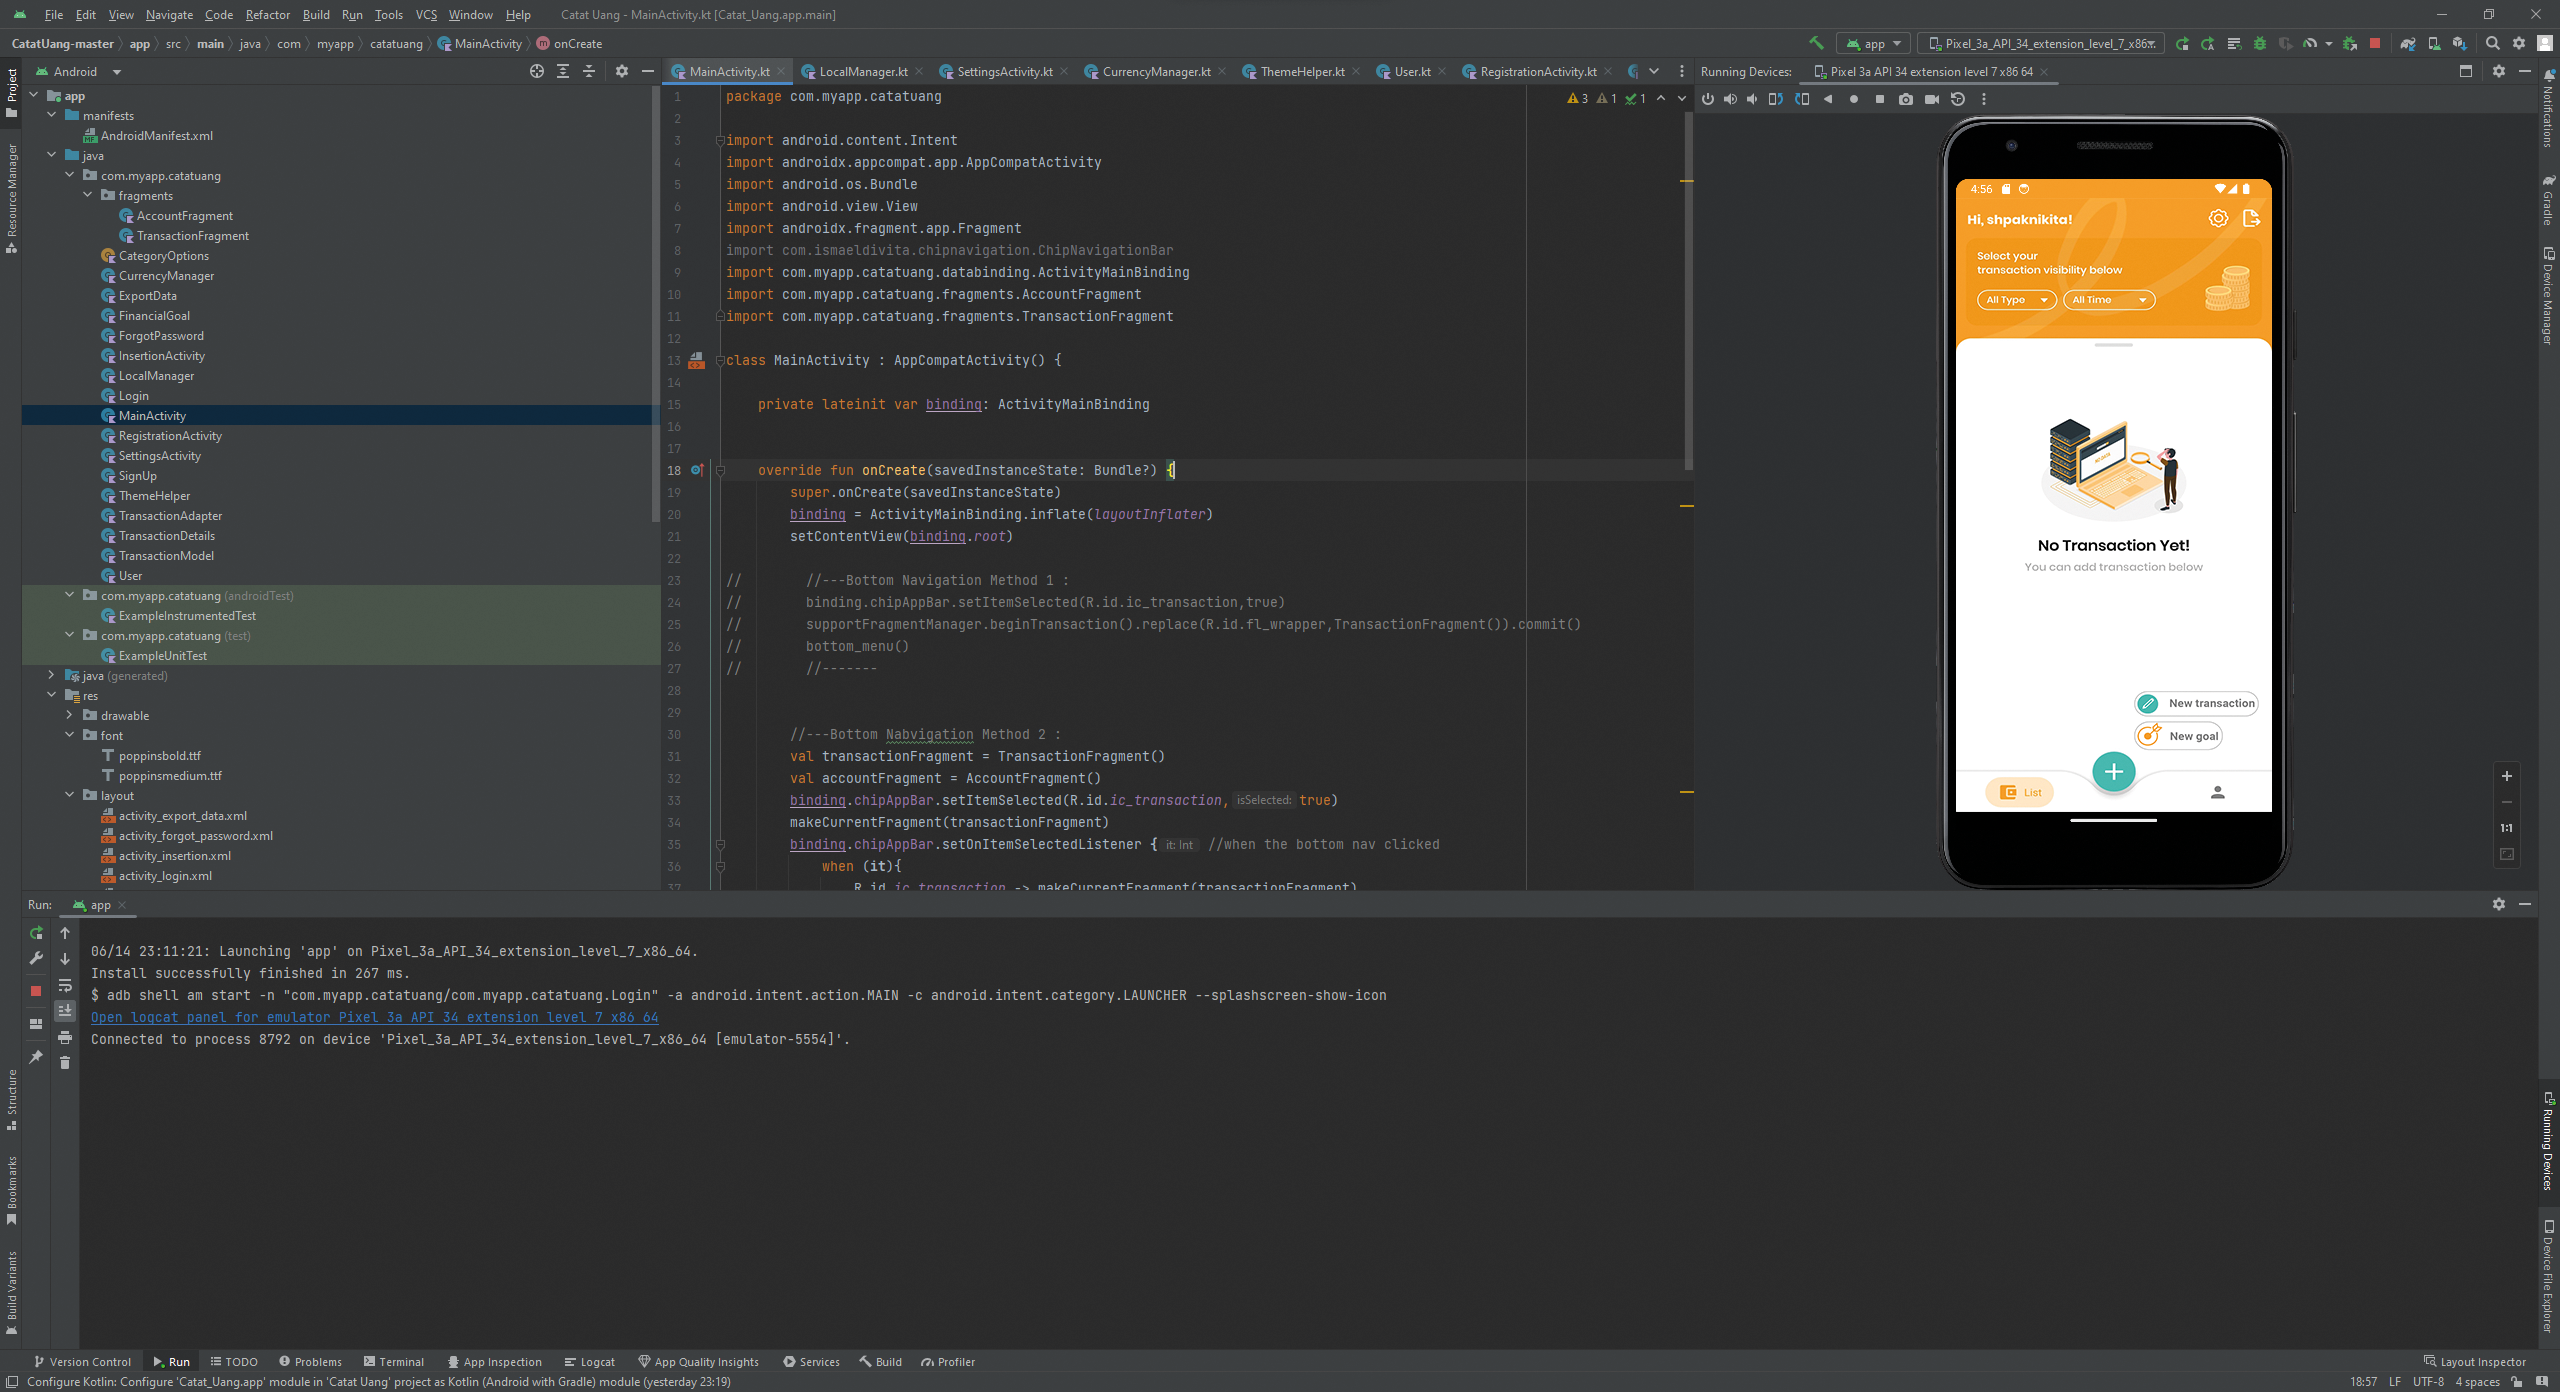 File Edit View Navigate Code Refactor Build Run Tools VCS Window Help Catat Uang - MainActivity.kt [Catat_Uang.app.main]
CatatUang-master app src main java com myapp catatuang MainActivity onCreate
app Pixel_3a_API_34_extension_level_7_x86
Android
MainActivity.kt LocalManager.kt SettingsActivity.kt CurrencyManager.kt ThemeHelper.kt User.kt RegistrationActivity.kt
Running Devices: Pixel 3a API 34 extension level 7 x86 64
Project
Resource Manager
Structure
Bookmarks
Build Variants
app
manifests
AndroidManifest.xml
java
com.myapp.catatuang
fragments
AccountFragment
TransactionFragment
CategoryOptions
CurrencyManager
ExportData
FinancialGoal
ForgotPassword
InsertionActivity
LocalManager
Login
MainActivity
RegistrationActivity
SettingsActivity
SignUp
ThemeHelper
TransactionAdapter
TransactionDetails
TransactionModel
User
com.myapp.catatuang (androidTest)
ExampleInstrumentedTest
com.myapp.catatuang (test)
ExampleUnitTest
java (generated)
res
drawable
font
poppinsbold.ttf
poppinsmedium.ttf
layout
activity_export_data.xml
activity_forgot_password.xml
activity_insertion.xml
activity_login.xml
3 1 1
1 package com.myapp.catatuang
2
3 import android.content.Intent
4 import androidx.appcompat.app.AppCompatActivity
5 import android.os.Bundle
6 import android.view.View
7 import androidx.fragment.app.Fragment
8 import com.ismaeldivita.chipnavigation.ChipNavigationBar
9 import com.myapp.catatuang.databinding.ActivityMainBinding
10 import com.myapp.catatuang.fragments.AccountFragment
11 import com.myapp.catatuang.fragments.TransactionFragment
12
13 class MainActivity : AppCompatActivity() {
14
15 private lateinit var binding: ActivityMainBinding
16
17
18 override fun onCreate(savedInstanceState: Bundle?) {
19 super.onCreate(savedInstanceState)
20 binding = ActivityMainBinding.inflate(layoutInflater)
21 setContentView(binding.root)
22
23 // //---Bottom Navigation Method 1 :
24 // binding.chipAppBar.setItemSelected(R.id.ic_transaction,true)
25 // supportFragmentManager.beginTransaction().replace(R.id.fl_wrapper,TransactionFragment()).commit()
26 // bottom_menu()
27 // //-------
28
29
30 //---Bottom Nabvigation Method 2 :
31 val transactionFragment = TransactionFragment()
32 val accountFragment = AccountFragment()
33 binding.chipAppBar.setItemSelected(R.id.ic_transaction, isSelected: true)
34 makeCurrentFragment(transactionFragment)
35 binding.chipAppBar.setOnItemSelectedListener { it: Int //when the bottom nav clicked
36 when (it){
37 R.id.ic_transaction -> makeCurrentFragment(transactionFragment)
4:56
Hi, shpaknikita!
Select your
transaction visibility below
All Type All Time
NO DATA
No Transaction Yet!
You can add transaction below
New transaction
New goal
List
1:1
Notifications
Gradle
Device Manager
Running Devices
Device File Explorer
Run: app
06/14 23:11:21: Launching 'app' on Pixel_3a_API_34_extension_level_7_x86_64.
Install successfully finished in 267 ms.
$ adb shell am start -n "com.myapp.catatuang/com.myapp.catatuang.Login" -a android.intent.action.MAIN -c android.intent.category.LAUNCHER --splashscreen-show-icon
Open logcat panel for emulator Pixel 3a API 34 extension level 7 x86 64
Connected to process 8792 on device 'Pixel_3a_API_34_extension_level_7_x86_64 [emulator-5554]'.
Version Control Run TODO Problems Terminal App Inspection Logcat App Quality Insights Services Build Profiler Layout Inspector
Configure Kotlin: Configure 'Catat_Uang.app' module in 'Catat Uang' project as Kotlin (Android with Gradle) module (yesterday 23:19) 18:57 LF UTF-8 4 spaces